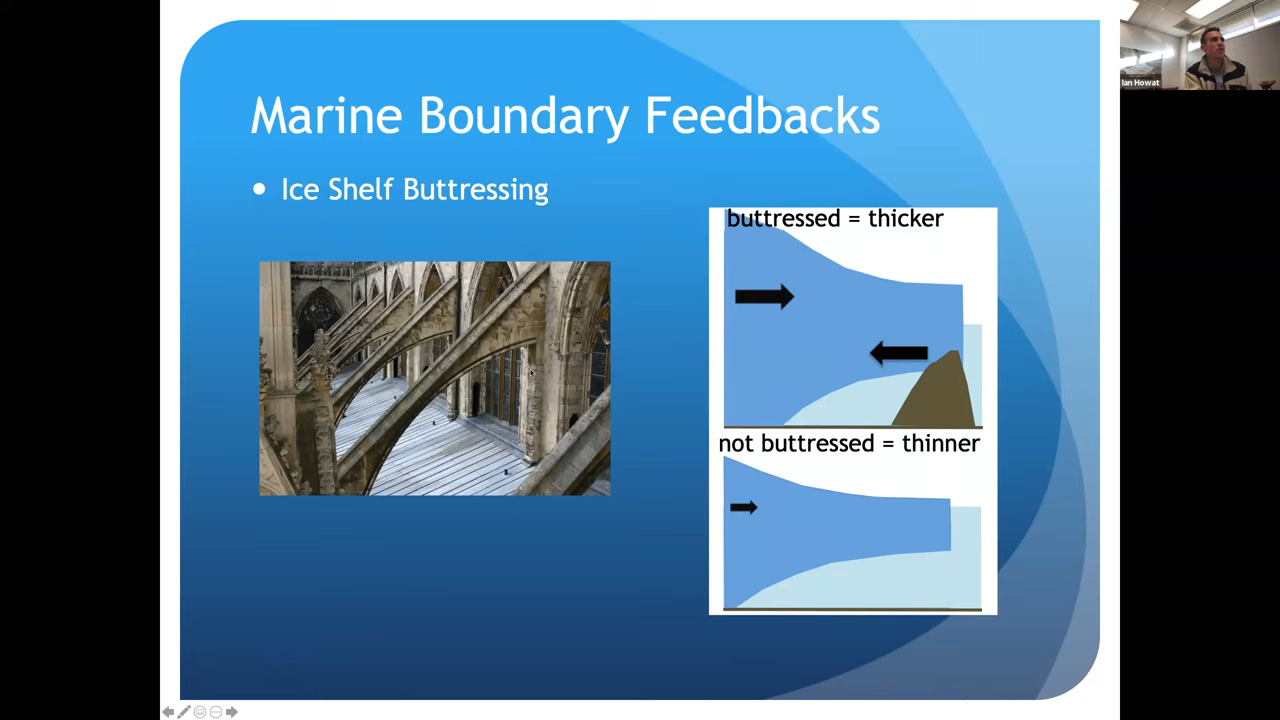 Marine Boundary Feedbacks
Ice Shelf Buttressing
buttressed = thicker
not buttressed = thinner
Ian Howat